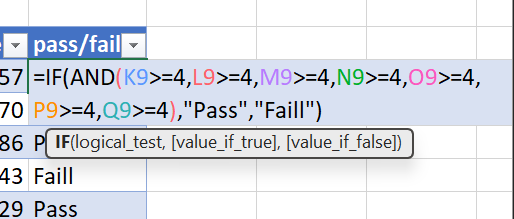 pass/fail
57 =IF(AND(K9>=4,L9>=4,M9>=4,N9>=4,O9>=4,
70 P9>=4,Q9>=4),"Pass","Faill")
86 P
IF(logical_test, [value_if_true], [value_if_false])
43 Faill
29 Pass